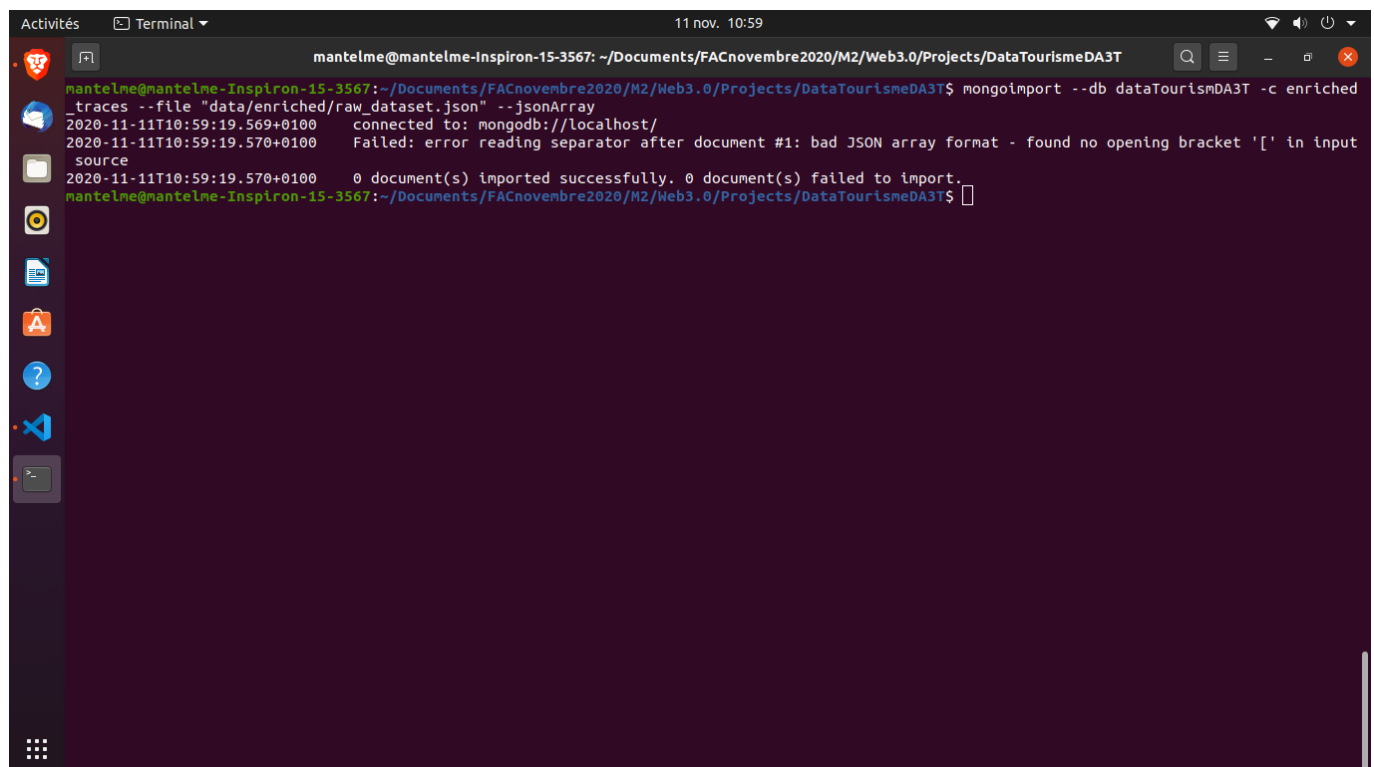 Activités Terminal 11 nov. 10:59
mantelme@mantelme-Inspiron-15-3567: ~/Documents/FACnovembre2020/M2/Web3.0/Projects/DataTourismeDA3T
mantelme@mantelme-Inspiron-15-3567:~/Documents/FACnovembre2020/M2/Web3.0/Projects/DataTourismeDA3T$ mongoimport --db dataTourismDA3T -c enriched
_traces --file "data/enriched/raw_dataset.json" --jsonArray
2020-11-11T10:59:19.569+0100 connected to: mongodb://localhost/
2020-11-11T10:59:19.570+0100 Failed: error reading separator after document #1: bad JSON array format - found no opening bracket '[' in input
source
2020-11-11T10:59:19.570+0100 0 document(s) imported successfully. 0 document(s) failed to import.
mantelme@mantelme-Inspiron-15-3567:~/Documents/FACnovembre2020/M2/Web3.0/Projects/DataTourismeDA3T$